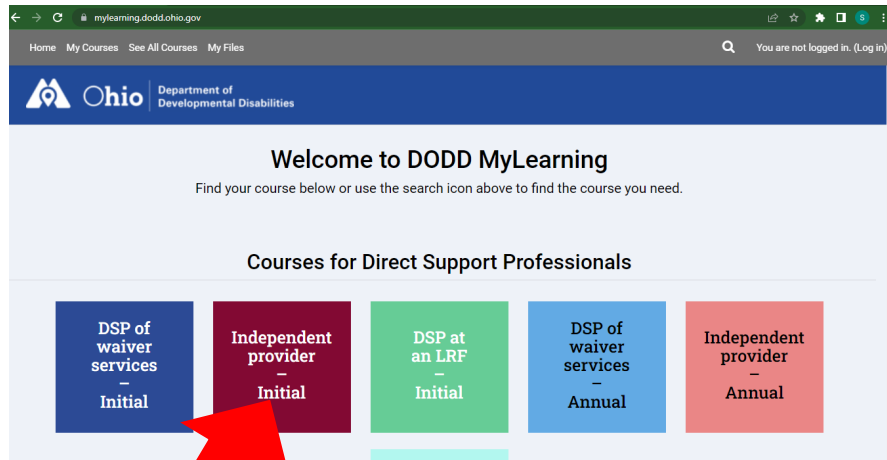 mylearning.dodd.ohio.gov
S
Home My Courses See All Courses My Files
You are not logged in. (Log in)
Ohio
Department of
Developmental Disabilities
Welcome to DODD MyLearning
Find your course below or use the search icon above to find the course you need.
Courses for Direct Support Professionals
DSP of
waiver
services
–
Initial
Independent
provider
–
Initial
DSP at
an LRF
–
Initial
DSP of
waiver
services
–
Annual
Independent
provider
–
Annual